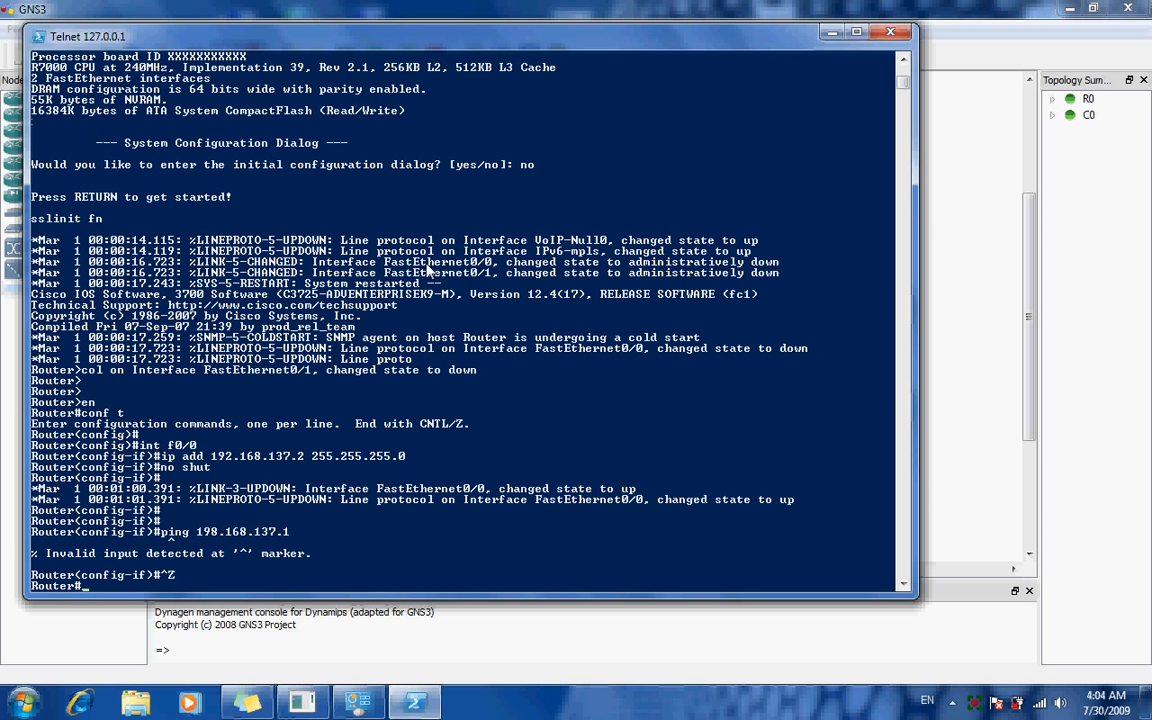 GNS3
Telnet 127.0.0.1
Processor board ID XXXXXXXXXXX
R7000 CPU at 240MHz, Implementation 39, Rev 2.1, 256KB L2, 512KB L3 Cache
2 FastEthernet interfaces
DRAM configuration is 64 bits wide with parity enabled.
55K bytes of NVRAM.
16384K bytes of ATA System CompactFlash (Read/Write)
--- System Configuration Dialog ---
Would you like to enter the initial configuration dialog? [yes/no]: no
Press RETURN to get started!
sslinit fn
*Mar  1 00:00:14.115: %LINEPROTO-5-UPDOWN: Line protocol on Interface VoIP-Null0, changed state to up
*Mar  1 00:00:14.119: %LINEPROTO-5-UPDOWN: Line protocol on Interface IPv6-mpls, changed state to up
*Mar  1 00:00:16.723: %LINK-5-CHANGED: Interface FastEthernet0/0, changed state to administratively down
*Mar  1 00:00:16.723: %LINK-5-CHANGED: Interface FastEthernet0/1, changed state to administratively down
*Mar  1 00:00:17.243: %SYS-5-RESTART: System restarted --
Cisco IOS Software, 3700 Software (C3725-ADVENTERPRISEK9-M), Version 12.4(17), RELEASE SOFTWARE (fc1)
Technical Support: http://www.cisco.com/techsupport
Copyright (c) 1986-2007 by Cisco Systems, Inc.
Compiled Fri 07-Sep-07 21:39 by prod_rel_team
*Mar  1 00:00:17.259: %SNMP-5-COLDSTART: SNMP agent on host Router is undergoing a cold start
*Mar  1 00:00:17.723: %LINEPROTO-5-UPDOWN: Line protocol on Interface FastEthernet0/0, changed state to down
*Mar  1 00:00:17.723: %LINEPROTO-5-UPDOWN: Line proto
Router>col on Interface FastEthernet0/1, changed state to down
Router>
Router>
Router>en
Router#conf t
Enter configuration commands, one per line.  End with CNTL/Z.
Router(config)#
Router(config)#int f0/0
Router(config-if)#ip add 192.168.137.2 255.255.255.0
Router(config-if)#no shut
Router(config-if)#
*Mar  1 00:01:00.391: %LINK-3-UPDOWN: Interface FastEthernet0/0, changed state to up
*Mar  1 00:01:01.391: %LINEPROTO-5-UPDOWN: Line protocol on Interface FastEthernet0/0, changed state to up
Router(config-if)#
Router(config-if)#
Router(config-if)#ping 198.168.137.1
^
% Invalid input detected at '^' marker.
Router(config-if)#^Z
Router#_
Node
Topology Sum...
R0
C0
Dynagen management console for Dynamips (adapted for GNS3)
Copyright (c) 2008 GNS3 Project
=>
EN
4:04 AM
7/30/2009